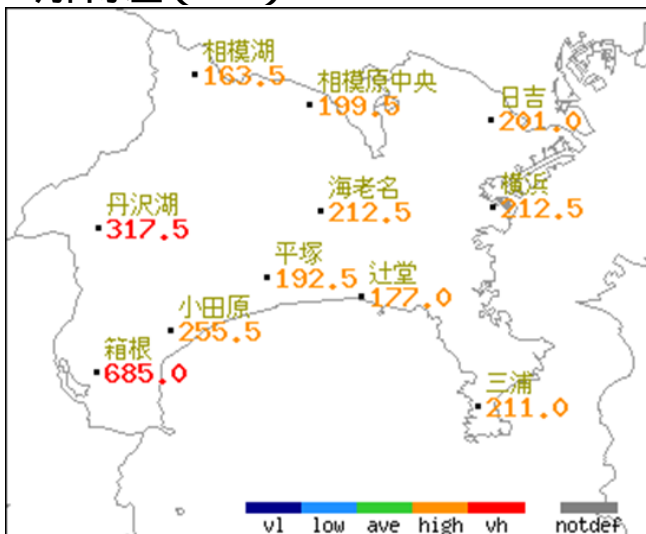 相模湖
163.5
相模原中央
199.5
日吉
201.0
丹沢湖
317.5
海老名
212.5
横浜
212.5
平塚
192.5
辻堂
177.0
小田原
255.5
箱根
685.0
三浦
211.0
vl low ave high vh notdef